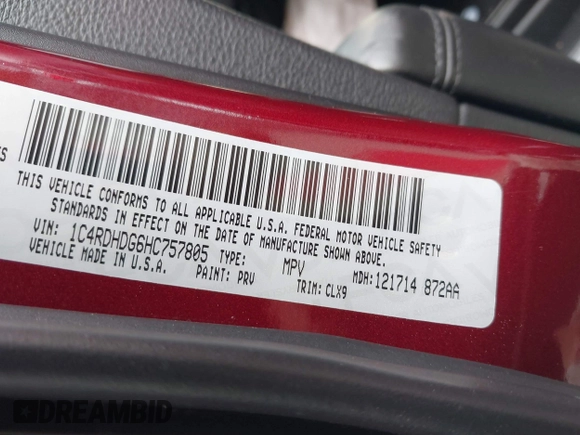 THIS VEHICLE CONFORMS TO ALL APPLICABLE U.S.A. FEDERAL MOTOR VEHICLE SAFETY
STANDARDS IN EFFECT ON THE DATE OF MANUFACTURE SHOWN ABOVE.
VIN: 1C4RDHDG6HC757805 TYPE: MPV MDH:121714 872AA
VEHICLE MADE IN U.S.A. PAINT: PRV TRIM: CLX9
DREAMBID